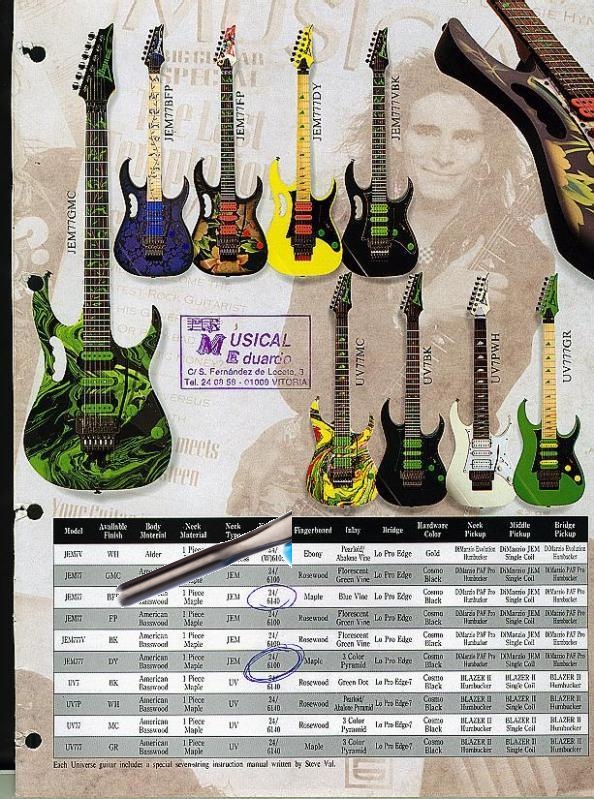 MUSIC
BIG GUITAR
SPECIAL
JEM77GMC
JEM77BFP
JEM77FP
JEM777DY
JEM777VBK
UV77MC
UV7BK
UV7PWH
UV777GR
MÚSICAL
Eduardo
C/ S. Fernández de Leceta, 3
Tel. 24 08 58 - 01009 VITORIA
Model Available Finish Body Material Neck Material Neck Fingerboard Inlay Bridge Hardware Color Neck Pickup Middle Pickup Bridge Pickup
JEM7V WH Alder 1 Piece Ebony Pearloid/ Abalone Vine Lo Pro Edge Gold DiMarzio Evolution Humbucker DiMarzio JEM Single Coil DiMarzio Evolution Humbucker
JEM77 GMC Maple JEM 24/ 6100 Rosewood Florescent Green Vine Lo Pro Edge Cosmo Black DiMarzio PAF Pro Humbucker DiMarzio JEM Single Coil DiMarzio PAF Pro Humbucker
JEM77 1 Piece Maple JEM 24/ 6140 Maple Blue Vine Lo Pro Edge Cosmo Black DiMarzio PAF Pro Humbucker DiMarzio JEM Single Coil DiMarzio PAF Pro Humbucker
JEM77 FP American Basswood 1 Piece Maple JEM 24/ 6100 Rosewood Florescent Green Vine Lo Pro Edge Cosmo Black DiMarzio PAF Pro Humbucker DiMarzio JEM Single Coil DiMarzio PAF Pro Humbucker
JEM777V BK American Basswood 1 Piece Maple JEM 24/ 6100 Rosewood Florescent Green Vine Lo Pro Edge Cosmo Black DiMarzio PAF Pro Humbucker DiMarzio JEM Single Coil DiMarzio PAF Pro Humbucker
JEM777 DY American Basswood 1 Piece Maple JEM 24/ 6100 Maple 3 Color Pyramid Lo Pro Edge Cosmo Black DiMarzio PAF Pro Humbucker DiMarzio JEM Single Coil DiMarzio PAF Pro Humbucker
UV7 BK American Basswood 1 Piece Maple UV 24/ 6140 Rosewood Green Dot Lo Pro Edge-7 Cosmo Black BLAZER II Humbucker BLAZER II Single Coil BLAZER II Humbucker
UV7P WH American Basswood 1 Piece Maple UV 24/ 6140 Rosewood Pearloid/ Abalone Pyramid Lo Pro Edge-7 Cosmo Black BLAZER II Humbucker BLAZER II Single Coil BLAZER II Humbucker
UV77 MC American Basswood 1 Piece Maple UV 24/ 6140 Rosewood 3 Color Pyramid Lo Pro Edge-7 Cosmo Black BLAZER II Humbucker BLAZER II Single Coil BLAZER II Humbucker
UV777 GR American Basswood 1 Piece Maple UV 24/ 6140 Maple 3 Color Pyramid Lo Pro Edge-7 Cosmo Black BLAZER II Humbucker BLAZER II Single Coil BLAZER II Humbucker
Each Universe guitar includes a special seven-string instruction manual written by Steve Vai.